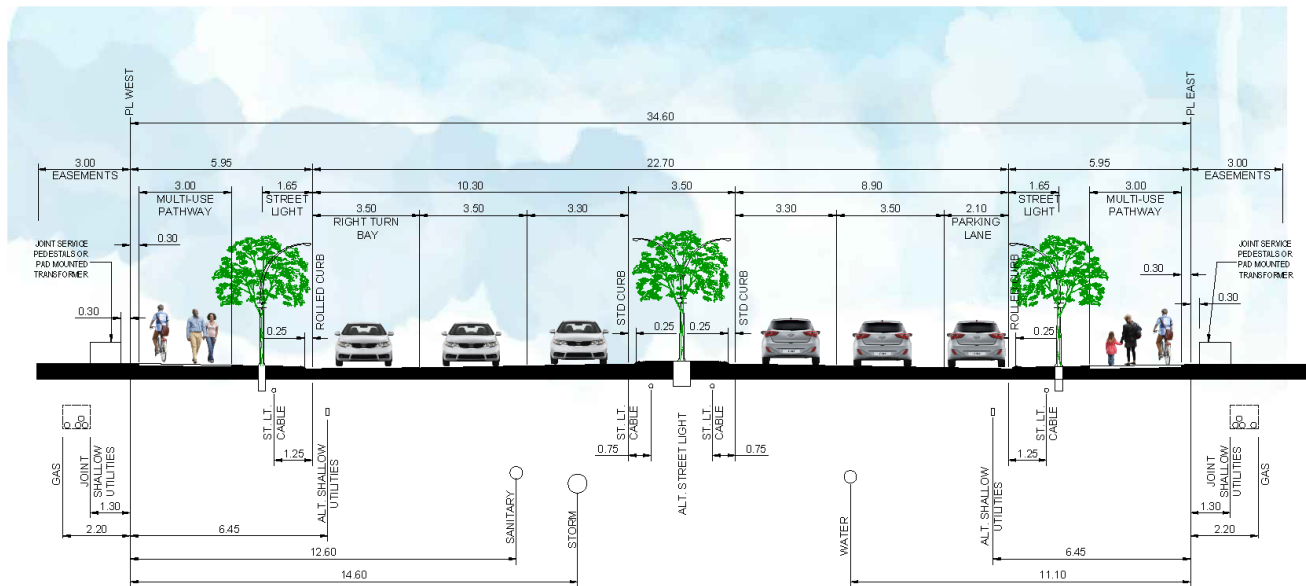 PL WEST
PL EAST
34.60
3.00
EASEMENTS
5.95
22.70
5.95
3.00
EASEMENTS
3.00
MULTI-USE
PATHWAY
1.65
STREET
LIGHT
10.30
3.50
8.90
1.65
STREET
LIGHT
3.00
MULTI-USE
PATHWAY
3.50
RIGHT TURN
BAY
3.50
3.30
3.30
3.50
2.10
PARKING
LANE
JOINT SERVICE
PEDESTALS OR
PAD MOUNTED
TRANSFORMER
0.30
0.30
ROLLED CURB
0.25
STD CURB
0.25
0.25
STD CURB
ROLLED CURB
0.25
0.30
0.30
JOINT SERVICE
PEDESTALS OR
PAD MOUNTED
TRANSFORMER
GAS
JOINT
SHALLOW
UTILITIES
1.30
2.20
ST. LT.
CABLE
1.25
ALT. SHALLOW
UTILITIES
6.45
SANITARY
12.60
STORM
14.60
ST. LT.
CABLE
0.75
ALT. STREET LIGHT
ST. LT.
CABLE
0.75
WATER
11.10
ALT. SHALLOW
UTILITIES
6.45
ST. LT.
CABLE
1.25
JOINT
SHALLOW
UTILITIES
GAS
1.30
2.20